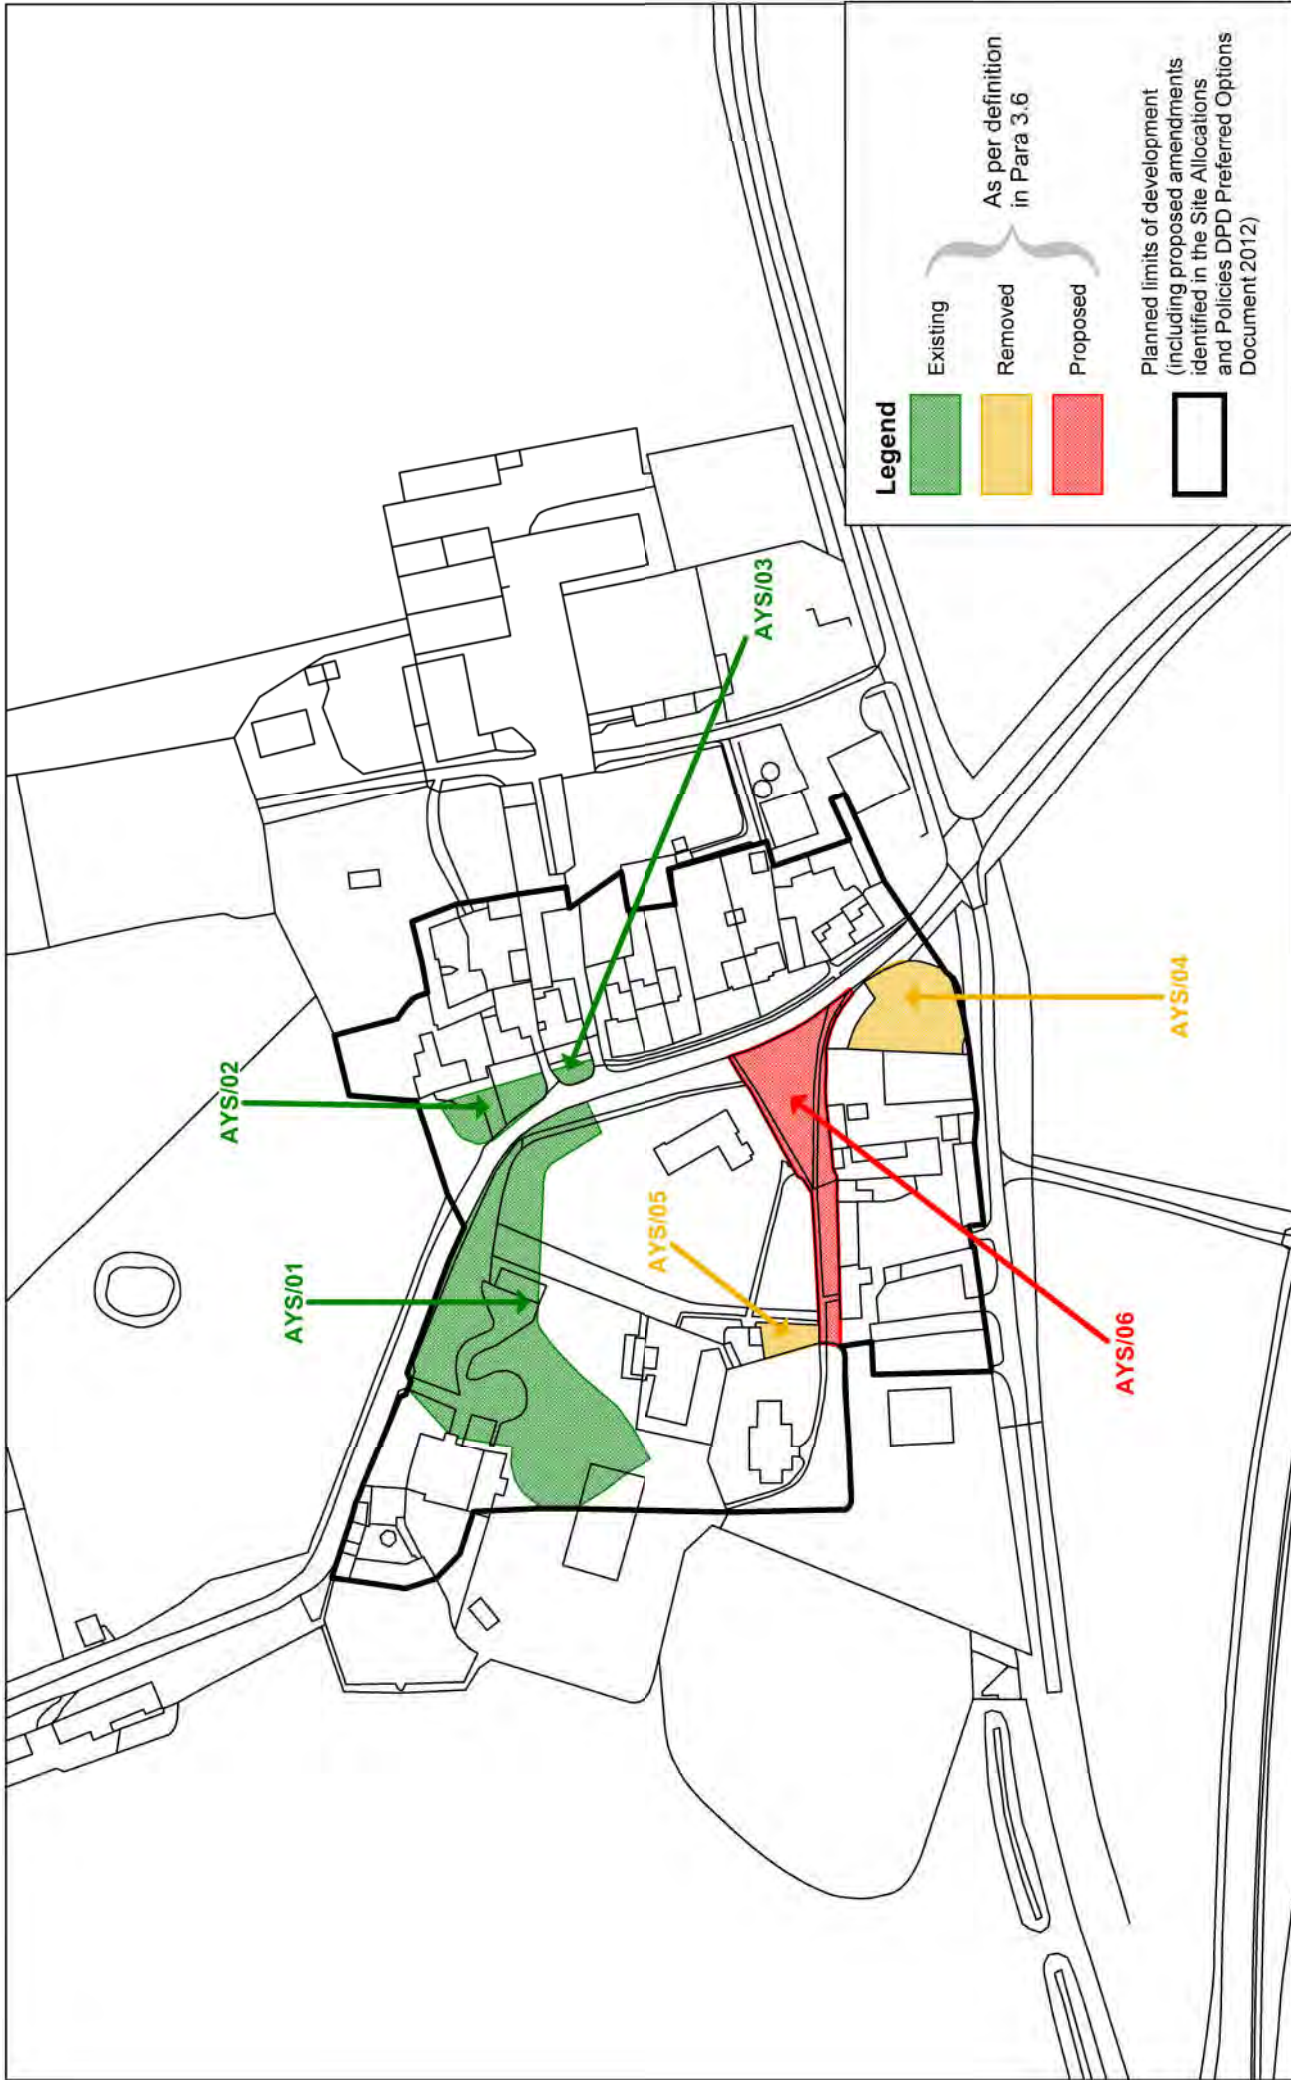 AYS/01
AYS/02
AYS/03
AYS/04
AYS/05
AYS/06
Legend
Existing
Removed
Proposed
As per definition
in Para 3.6
Planned limits of development
(including proposed amendments
identified in the Site Allocations
and Policies DPD Preferred Options
Document 2012)